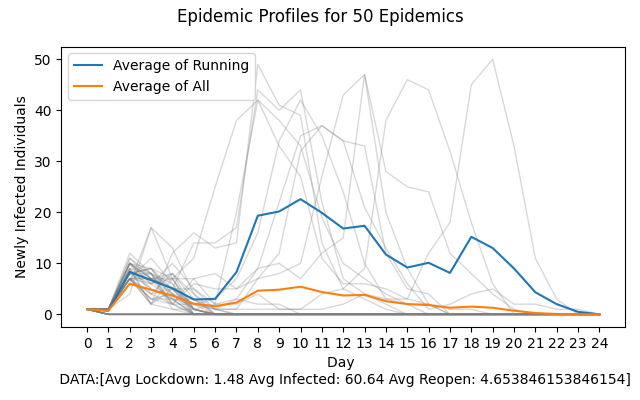 Epidemic Profiles for 50 Epidemics
Average of Running
Average of All
Newly Infected Individuals
50
40
30
20
10
0
0 1 2 3 4 5 6 7 8 9 10 11 12 13 14 15 16 17 18 19 20 21 22 23 24
Day
DATA:[Avg Lockdown: 1.48 Avg Infected: 60.64 Avg Reopen: 4.653846153846154]